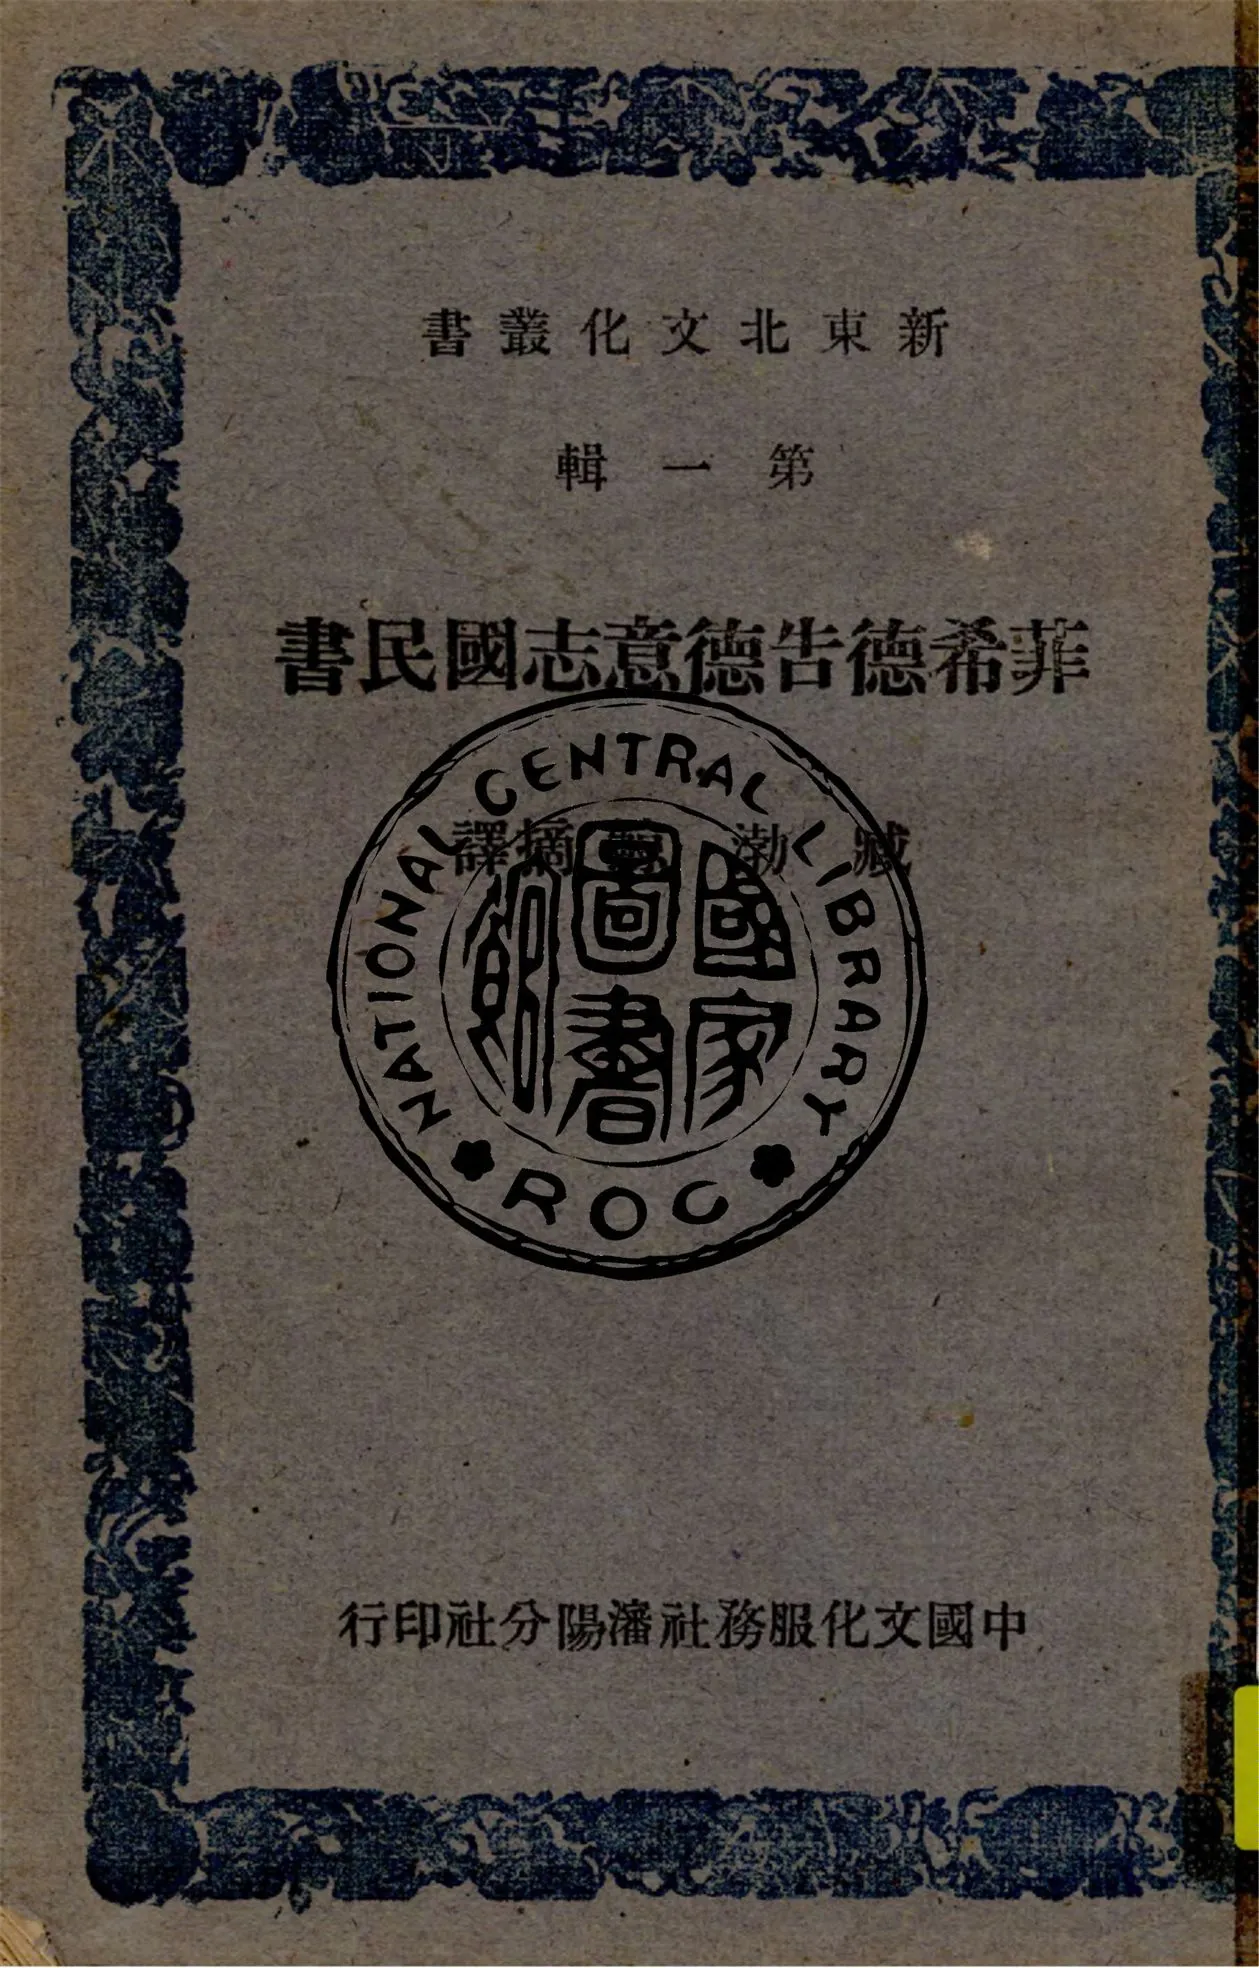 新東北文化叢書
第一輯
菲希德告德意志國民書
臧渤鯨摘譯
NATIONAL CENTRAL LIBRARY
國家圖書館
ROC
中國文化服務社瀋陽分社印行